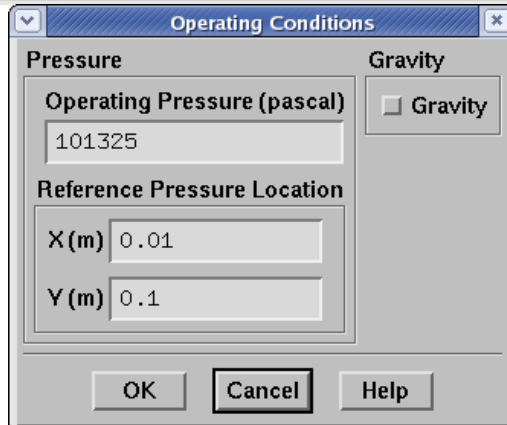 Operating Conditions
Pressure
Gravity
Operating Pressure (pascal)
101325
Gravity
Reference Pressure Location
X (m) 0.01
Y (m) 0.1
OK Cancel Help